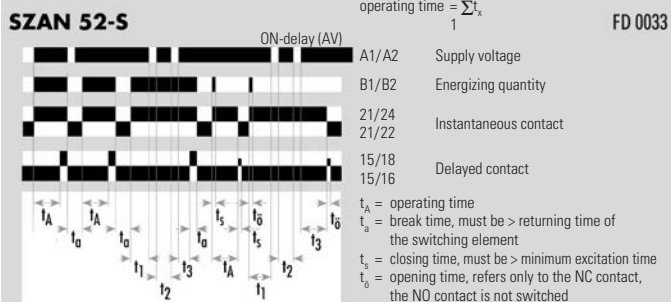 operating time = Σtₓ
1
SZAN 52-S
FD 0033
ON-delay (AV)
A1/A2 Supply voltage
B1/B2 Energizing quantity
21/24
21/22
Instantaneous contact
15/18
15/16
Delayed contact
tA ta tA ta t1 t2 t3 ta ts tA ts tö t1 t2 t3 tö
tA = operating time
ta = break time, must be > returning time of
the switching element
ts = closing time, must be > minimum excitation time
tö = opening time, refers only to the NC contact,
the NO contact is not switched